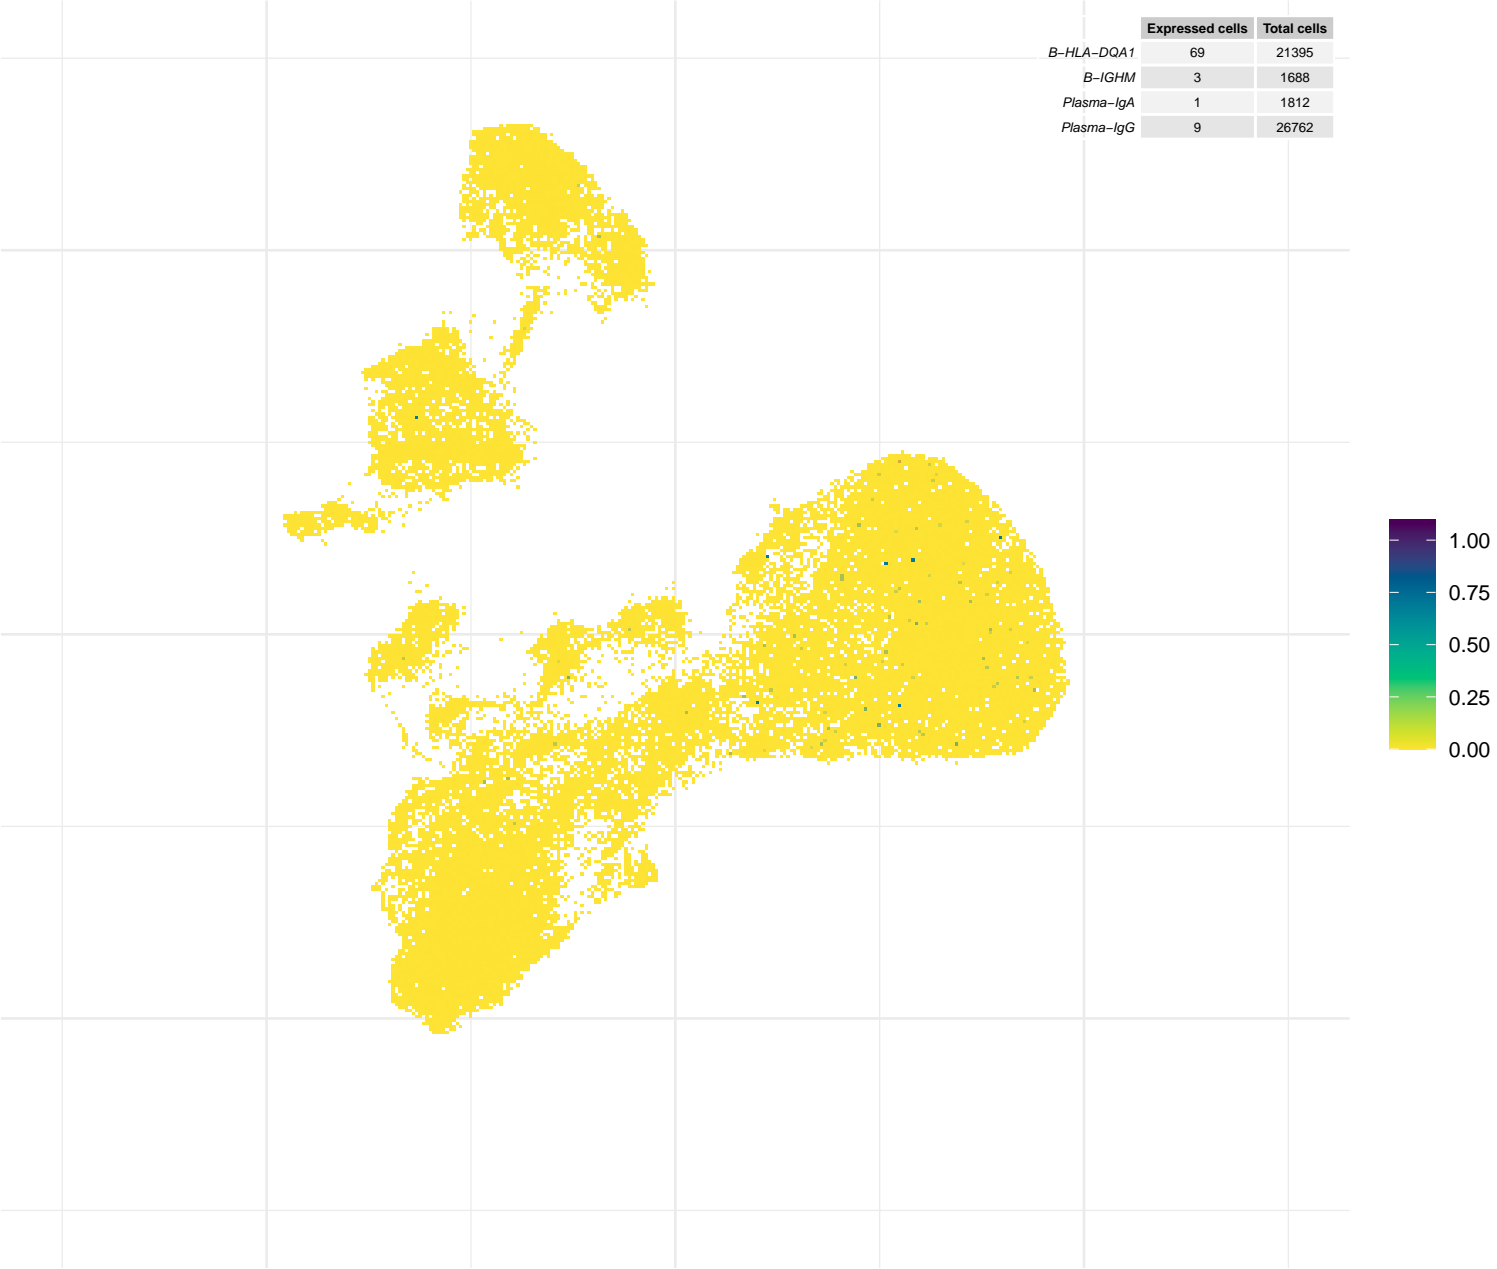 Expressed cells Total cells
B−HLA−DQA1 69 21395
B−IGHM 3 1688
Plasma−IgA 1 1812
Plasma−IgG 9 26762
1.00
0.75
0.50
0.25
0.00